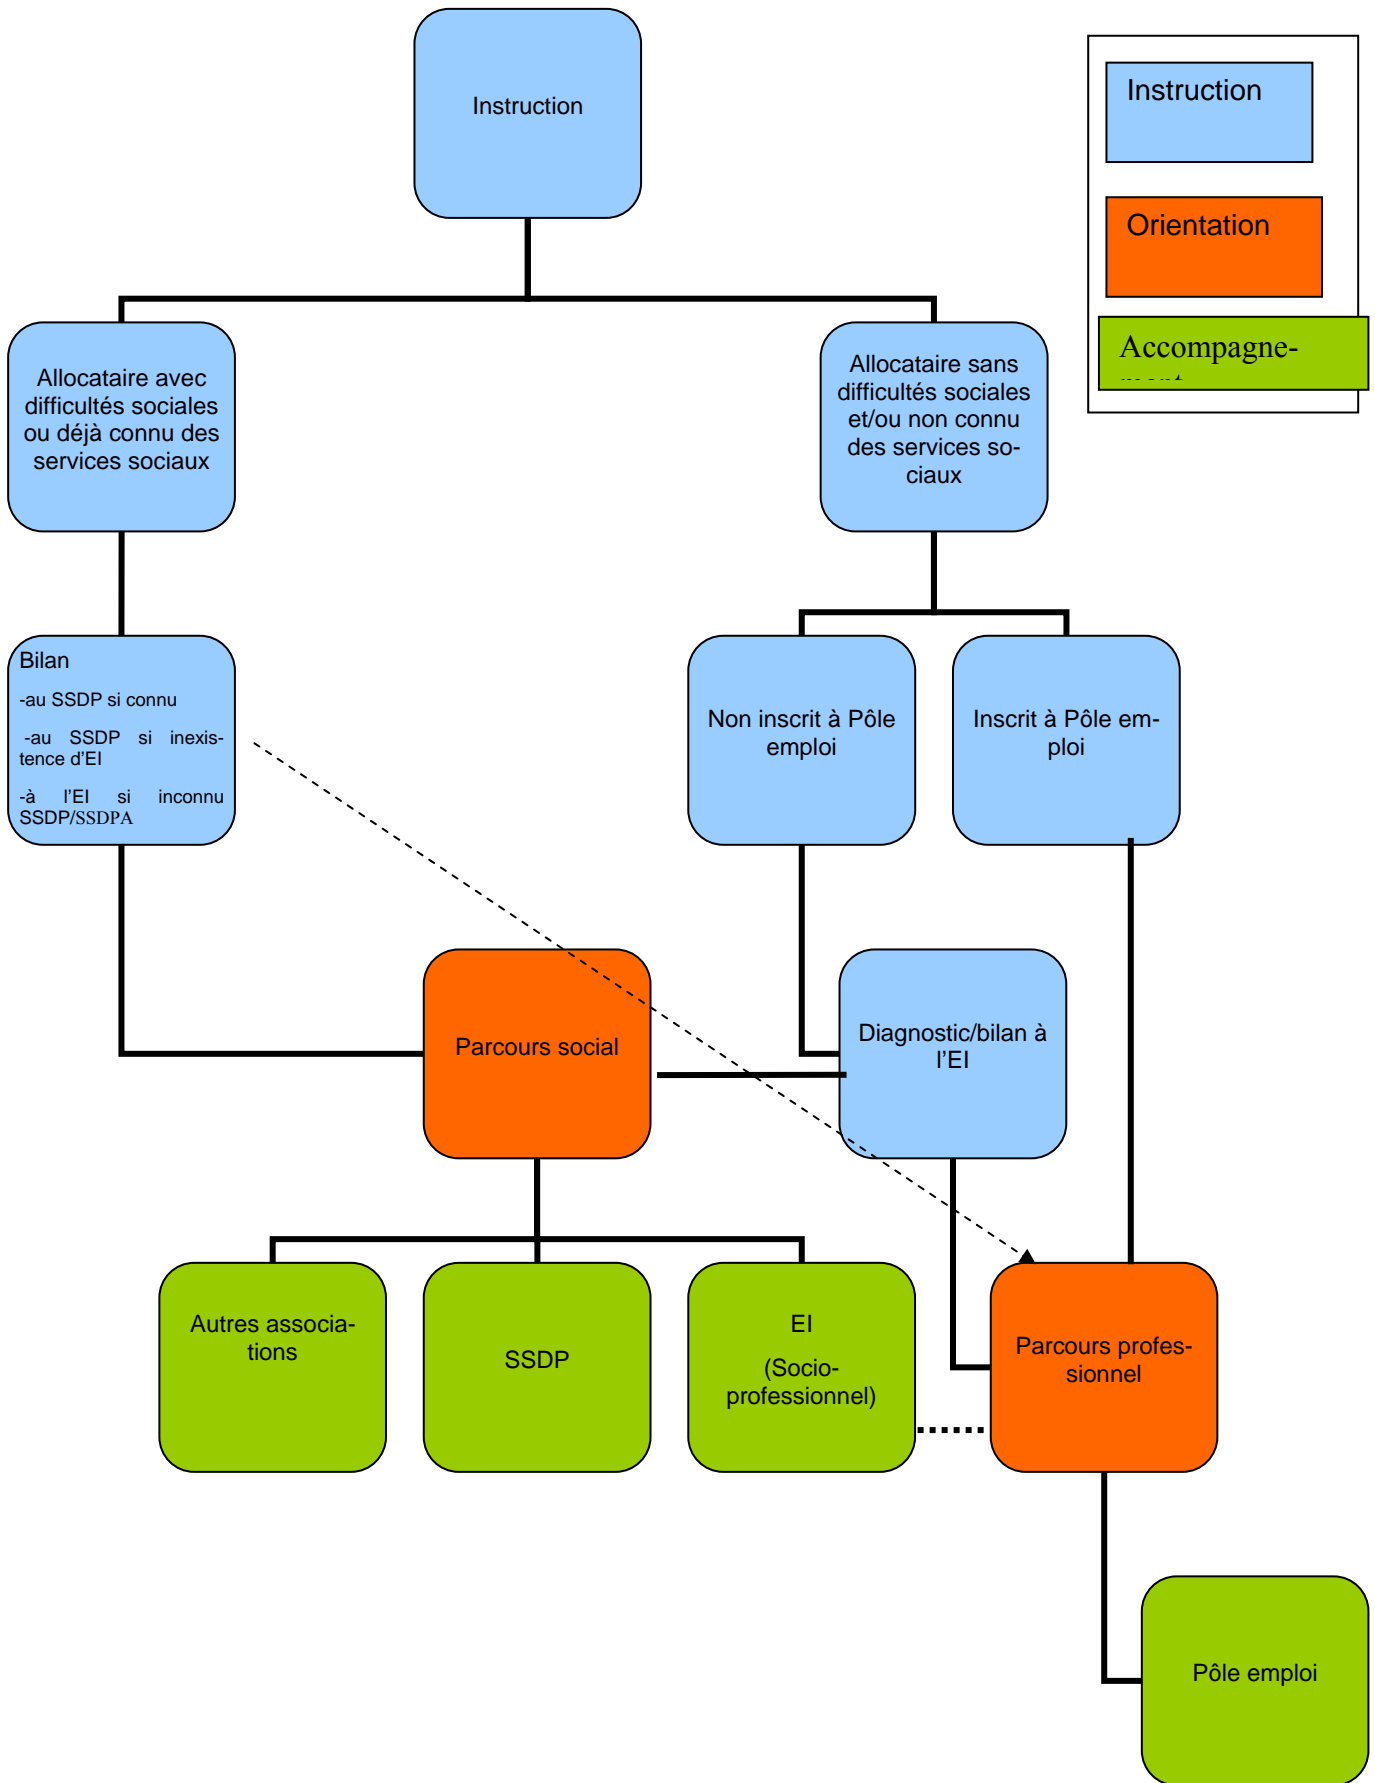 Instruction
Instruction
Orientation
Accompagne-
Allocataire avec
difficultés sociales
ou déjà connu des
services sociaux
Allocataire sans
difficultés sociales
et/ou non connu
des services so-
ciaux
Bilan
-au SSDP si connu
-au SSDP si inexis-
tence d'EI
-à l'EI si inconnu
SSDP/SSDPA
Non inscrit à Pôle
emploi
Inscrit à Pôle em-
ploi
Parcours social
Diagnostic/bilan à
l'EI
Autres associa-
tions
SSDP
EI
(Socio-
professionnel)
Parcours profes-
sionnel
Pôle emploi